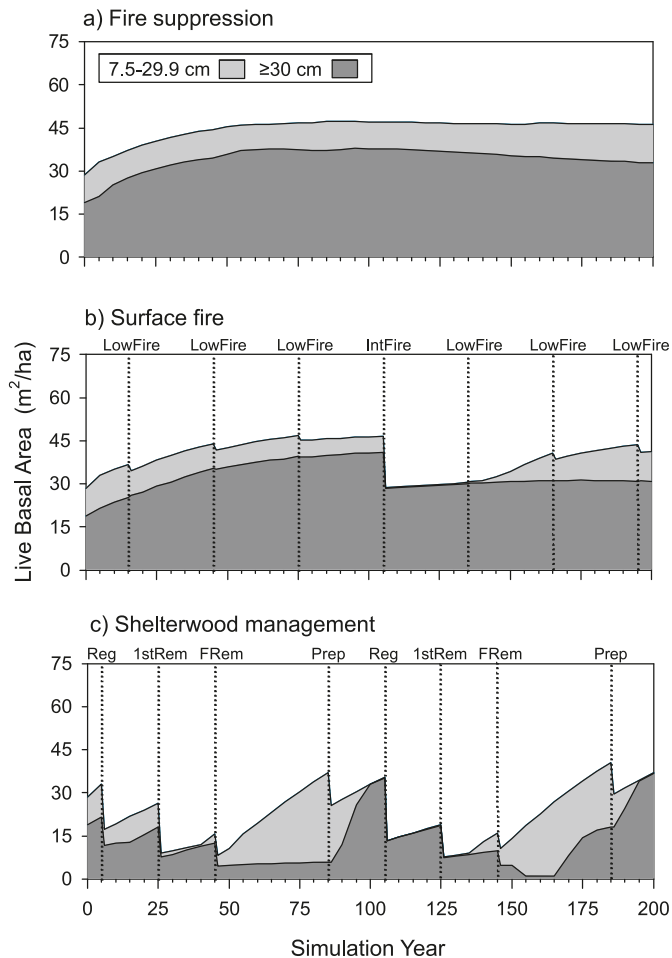 a) Fire suppression
75
7.5-29.9 cm ≥30 cm
60
45
30
15
0
b) Surface fire
LowFire LowFire LowFire IntFire LowFire LowFire LowFire
75
60
45
30
15
0
Live Basal Area (m²/ha)
c) Shelterwood management
Reg 1stRem FRem Prep Reg 1stRem FRem Prep
75
60
45
30
15
0
0 25 50 75 100 125 150 175 200
Simulation Year